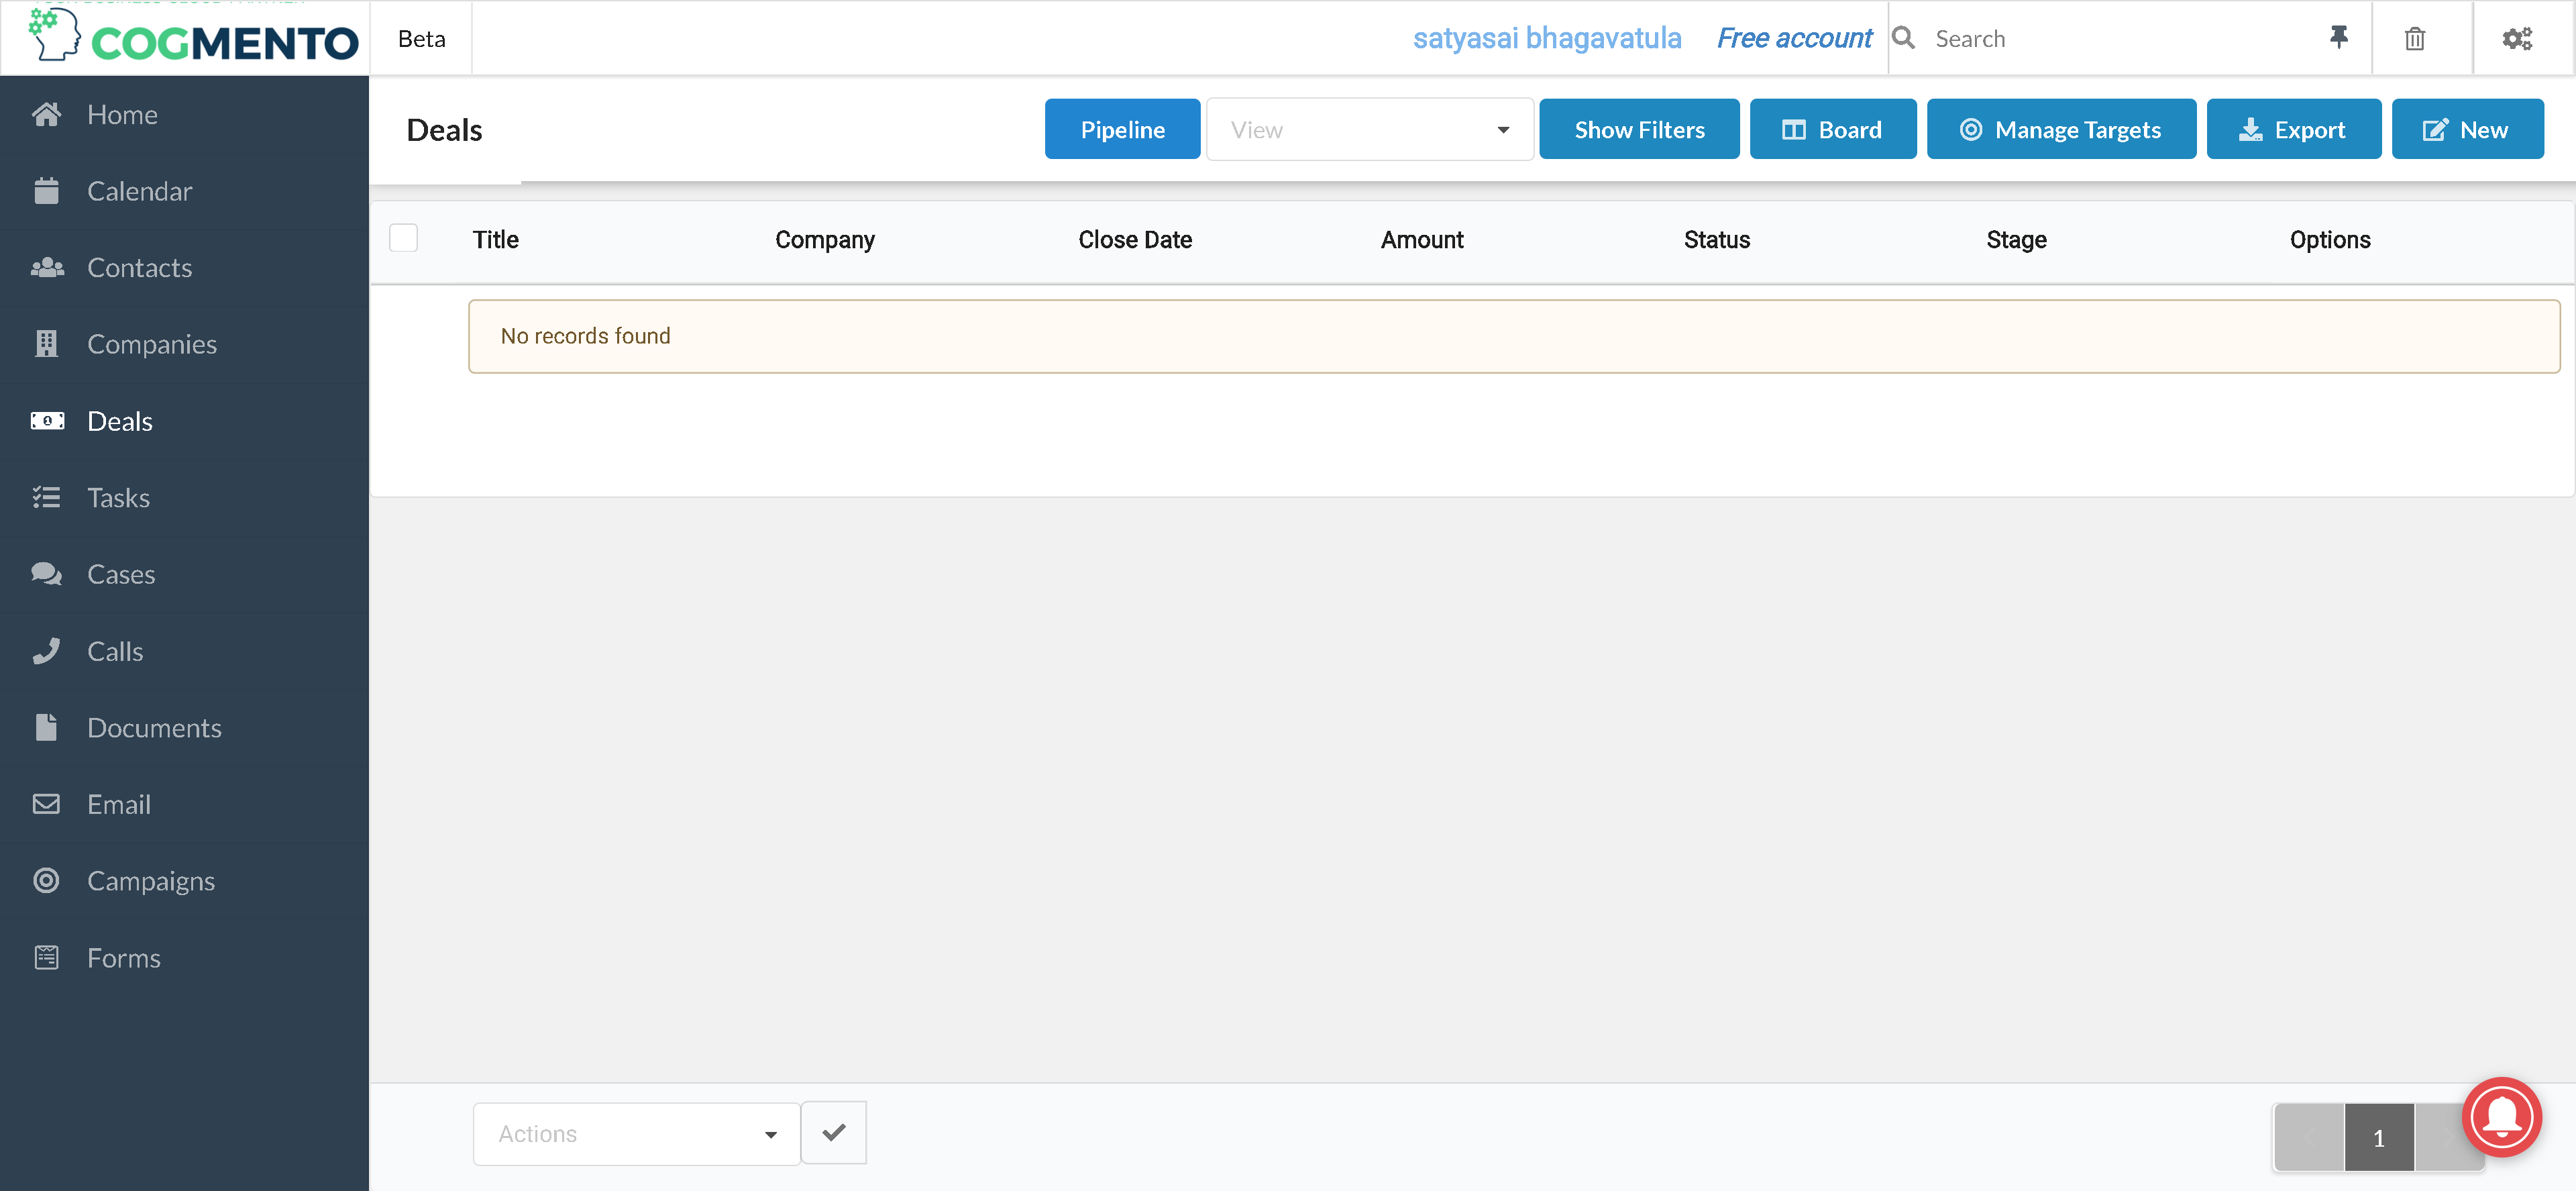 COGMENTO
Beta
satyasai bhagavatula
Free account
Search
Home
Calendar
Contacts
Companies
Deals
Tasks
Cases
Calls
Documents
Email
Campaigns
Forms
Deals
Pipeline
View
Show Filters
Board
Manage Targets
Export
New
Title Company Close Date Amount Status Stage Options
No records found
Actions
1